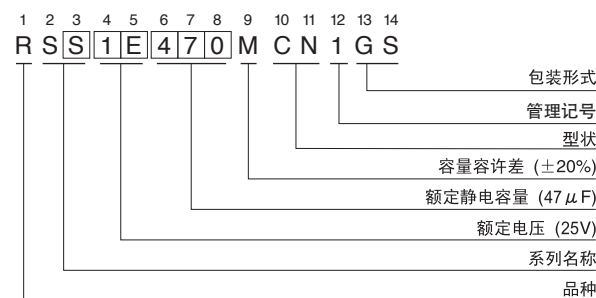 1 2 3 4 5 6 7 8 9 10 11 12 13 14
R S S 1 E 4 7 0 M C N 1 G S
包装形式
管理记号
型状
容量容许差 (±20%)
额定静电容量 (47μF)
额定电压 (25V)
系列名称
品种